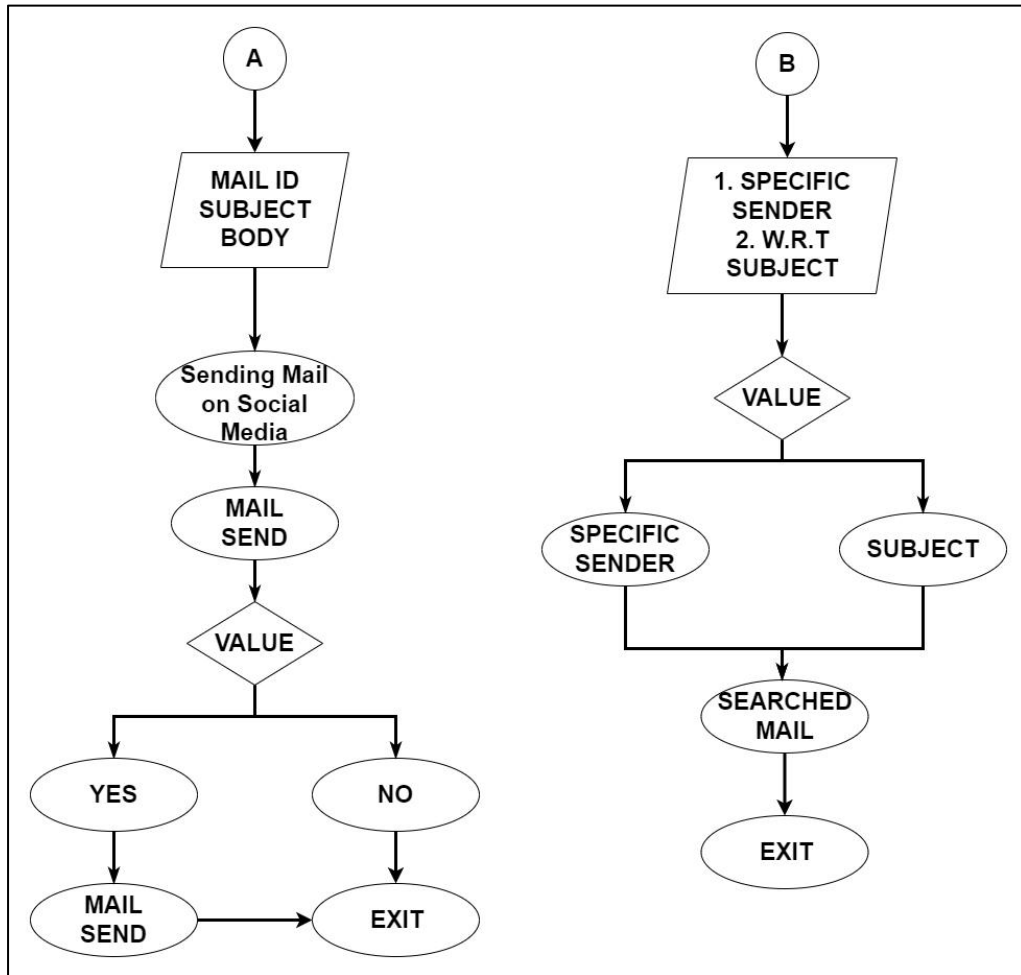 A
MAIL ID
SUBJECT
BODY
Sending Mail
on Social
Media
MAIL
SEND
VALUE
YES
NO
MAIL
SEND
EXIT
B
1. SPECIFIC
SENDER
2. W.R.T
SUBJECT
VALUE
SPECIFIC
SENDER
SUBJECT
SEARCHED
MAIL
EXIT